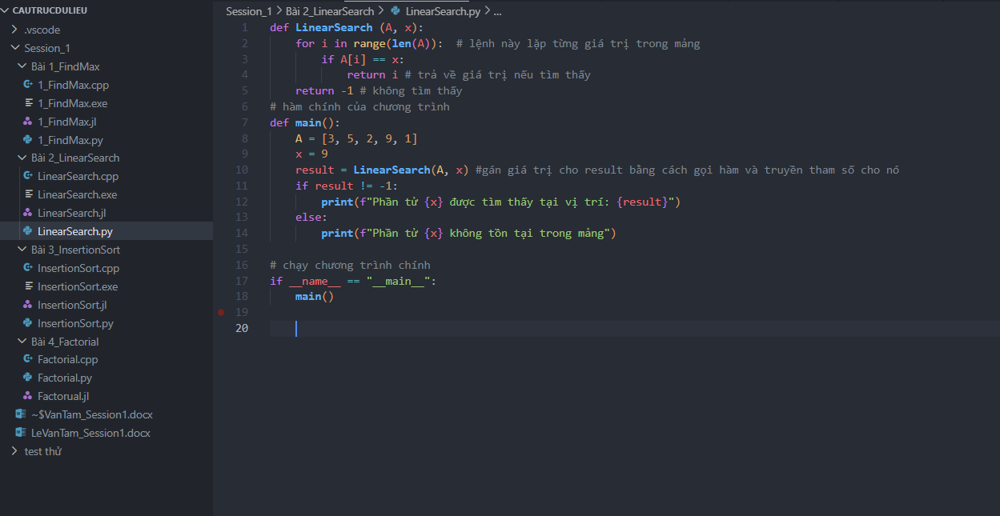 CAUTRUCDULIEU
.vscode
Session_1
Bài 1_FindMax
1_FindMax.cpp
1_FindMax.exe
1_FindMax.jl
1_FindMax.py
Bài 2_LinearSearch
LinearSearch.cpp
LinearSearch.exe
LinearSearch.jl
LinearSearch.py
Bài 3_InsertionSort
InsertionSort.cpp
InsertionSort.exe
InsertionSort.jl
InsertionSort.py
Bài 4_Factorial
Factorial.cpp
Factorial.py
Factorual.jl
~$VanTam_Session1.docx
LeVanTam_Session1.docx
test thử
Session_1 > Bài 2_LinearSearch > LinearSearch.py > ...
1 def LinearSearch (A, x):
2     for i in range(len(A)):  # lệnh này lặp từng giá trị trong mảng
3         if A[i] == x:
4             return i # trả về giá trị nếu tìm thấy
5     return -1 # không tìm thấy
6 # hàm chính của chương trình
7 def main():
8     A = [3, 5, 2, 9, 1]
9     x = 9
10     result = LinearSearch(A, x) #gán giá trị cho result bằng cách gọi hàm và truyền tham số cho nó
11     if result != -1:
12         print(f"Phần tử {x} được tìm thấy tại vị trí: {result}")
13     else:
14         print(f"Phần tử {x} không tồn tại trong mảng")
15
16 # chạy chương trình chính
17 if __name__ == "__main__":
18     main()
19
20